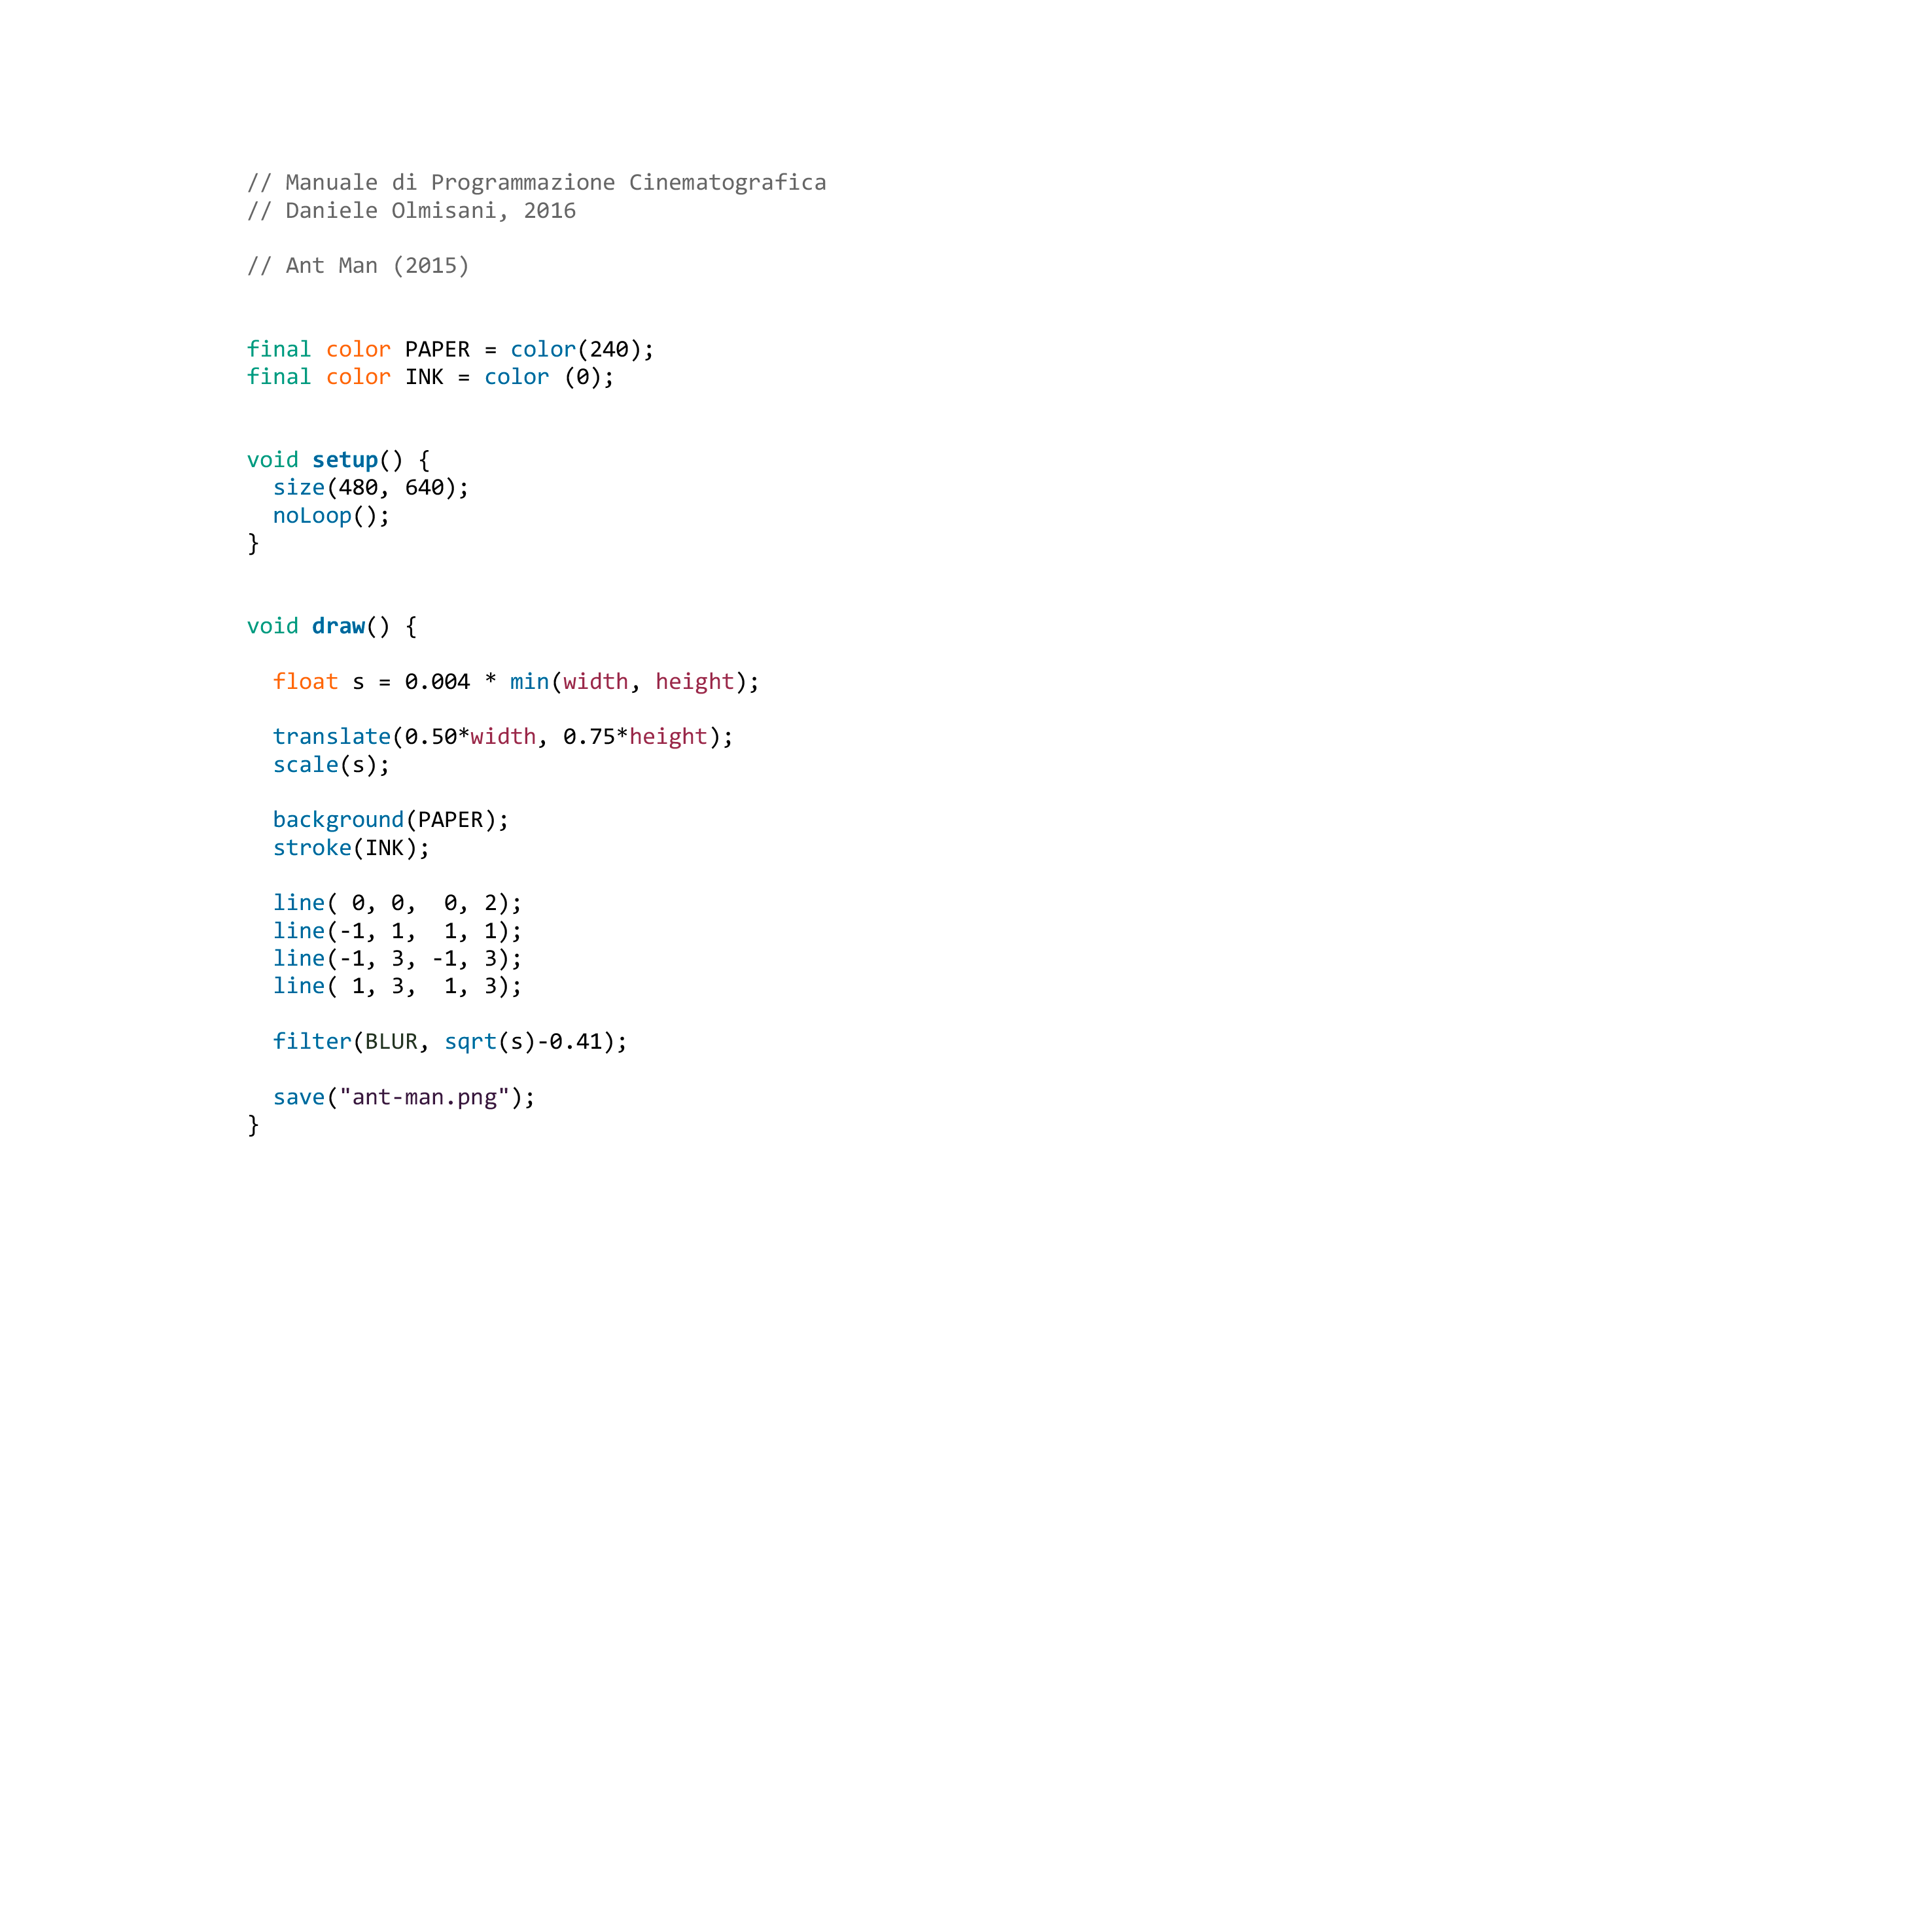 // Manuale di Programmazione Cinematografica
// Daniele Olmisani, 2016

// Ant Man (2015)


final color PAPER = color(240);
final color INK = color (0);


void setup() {
  size(480, 640);
  noLoop();
}


void draw() {

  float s = 0.004 * min(width, height);

  translate(0.50*width, 0.75*height);
  scale(s);

  background(PAPER);
  stroke(INK);

  line( 0, 0,  0, 2);
  line(-1, 1,  1, 1);
  line(-1, 3, -1, 3);
  line( 1, 3,  1, 3);

  filter(BLUR, sqrt(s)-0.41);

  save("ant-man.png");
}